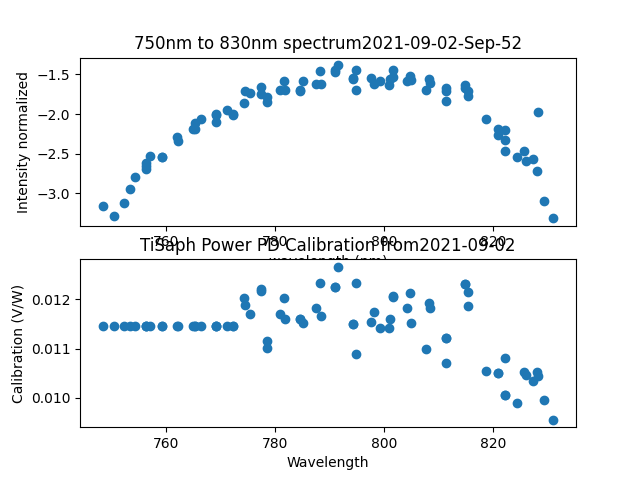 750nm to 830nm spectrum2021-09-02-Sep-52
Intensity normalized
−1.5
−2.0
−2.5
−3.0
760 780 800 820
wavelength (nm)
TiSaph Power PD Calibration from2021-09-02
Calibration (V/W)
0.012
0.011
0.010
760 780 800 820
Wavelength